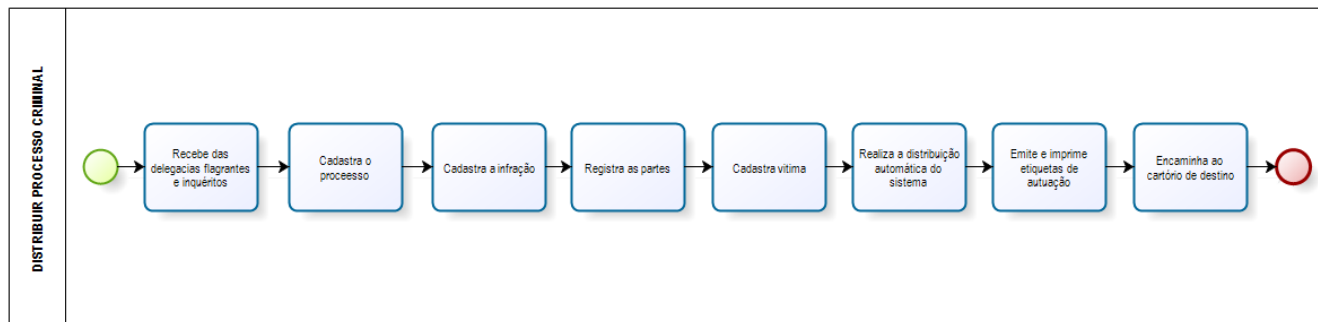 DISTRIBUIR PROCESSO CRIMINAL
Recebe das
delegacias flagrantes
e inquéritos
Cadastra o
proceesso
Cadastra a infração
Registra as partes
Cadastra vitima
Realiza a distribuição
automática do
sistema
Emite e imprime
etiquetas de
autuação
Encaminha ao
cartório de destino